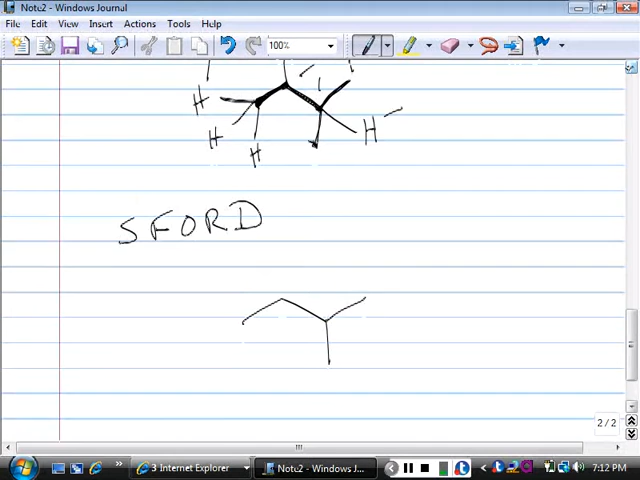 Note2 - Windows Journal
File Edit View Insert Actions Tools Help
100%
H
H
H
H
SFORD
2 / 2
3 Internet Explorer
Note2 - Windows J...
7:12 PM